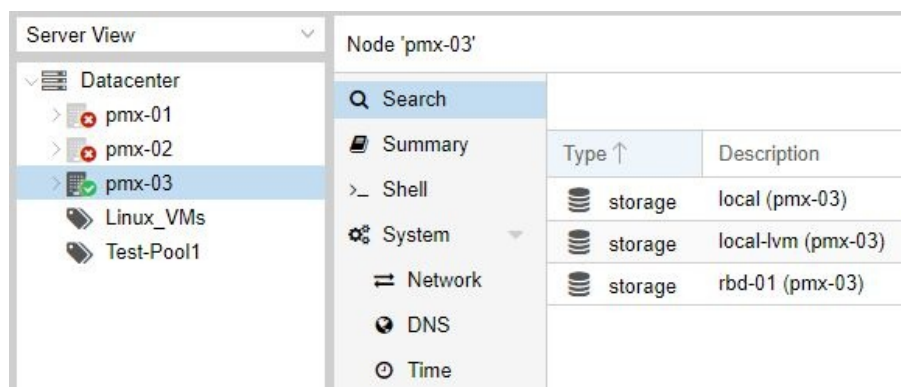 Server View
Datacenter
pmx-01
pmx-02
pmx-03
Linux_VMs
Test-Pool1
Node 'pmx-03'
Search
Summary
>_ Shell
System
Network
DNS
Time
Type ↑ Description
storage local (pmx-03)
storage local-lvm (pmx-03)
storage rbd-01 (pmx-03)